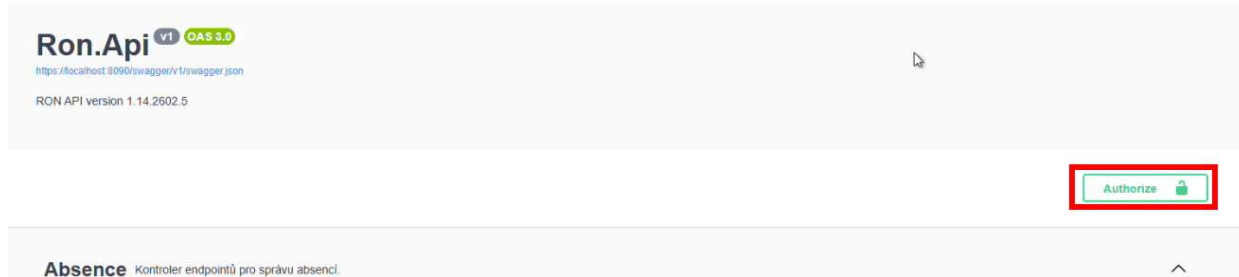 Ron.Api v1 OAS 3.0
https://localhost:8090/swagger/v1/swagger.json
RON API version 1.14.2602.5
Authorize
Absence Kontroler endpointů pro správu absencí.